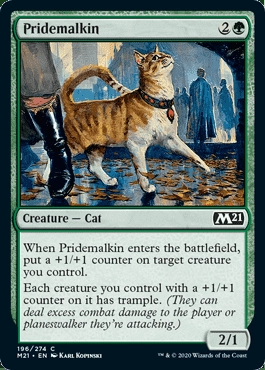 Pridemalkin 2
Creature — Cat M21
When Pridemalkin enters the battlefield,
put a +1/+1 counter on target creature
you control.
Each creature you control with a +1/+1
counter on it has trample. (They can
deal excess combat damage to the player or
planeswalker they're attacking.)
2/1
196/274 C
M21 • EN KARL KOPINSKI ™ & © 2020 Wizards of the Coast